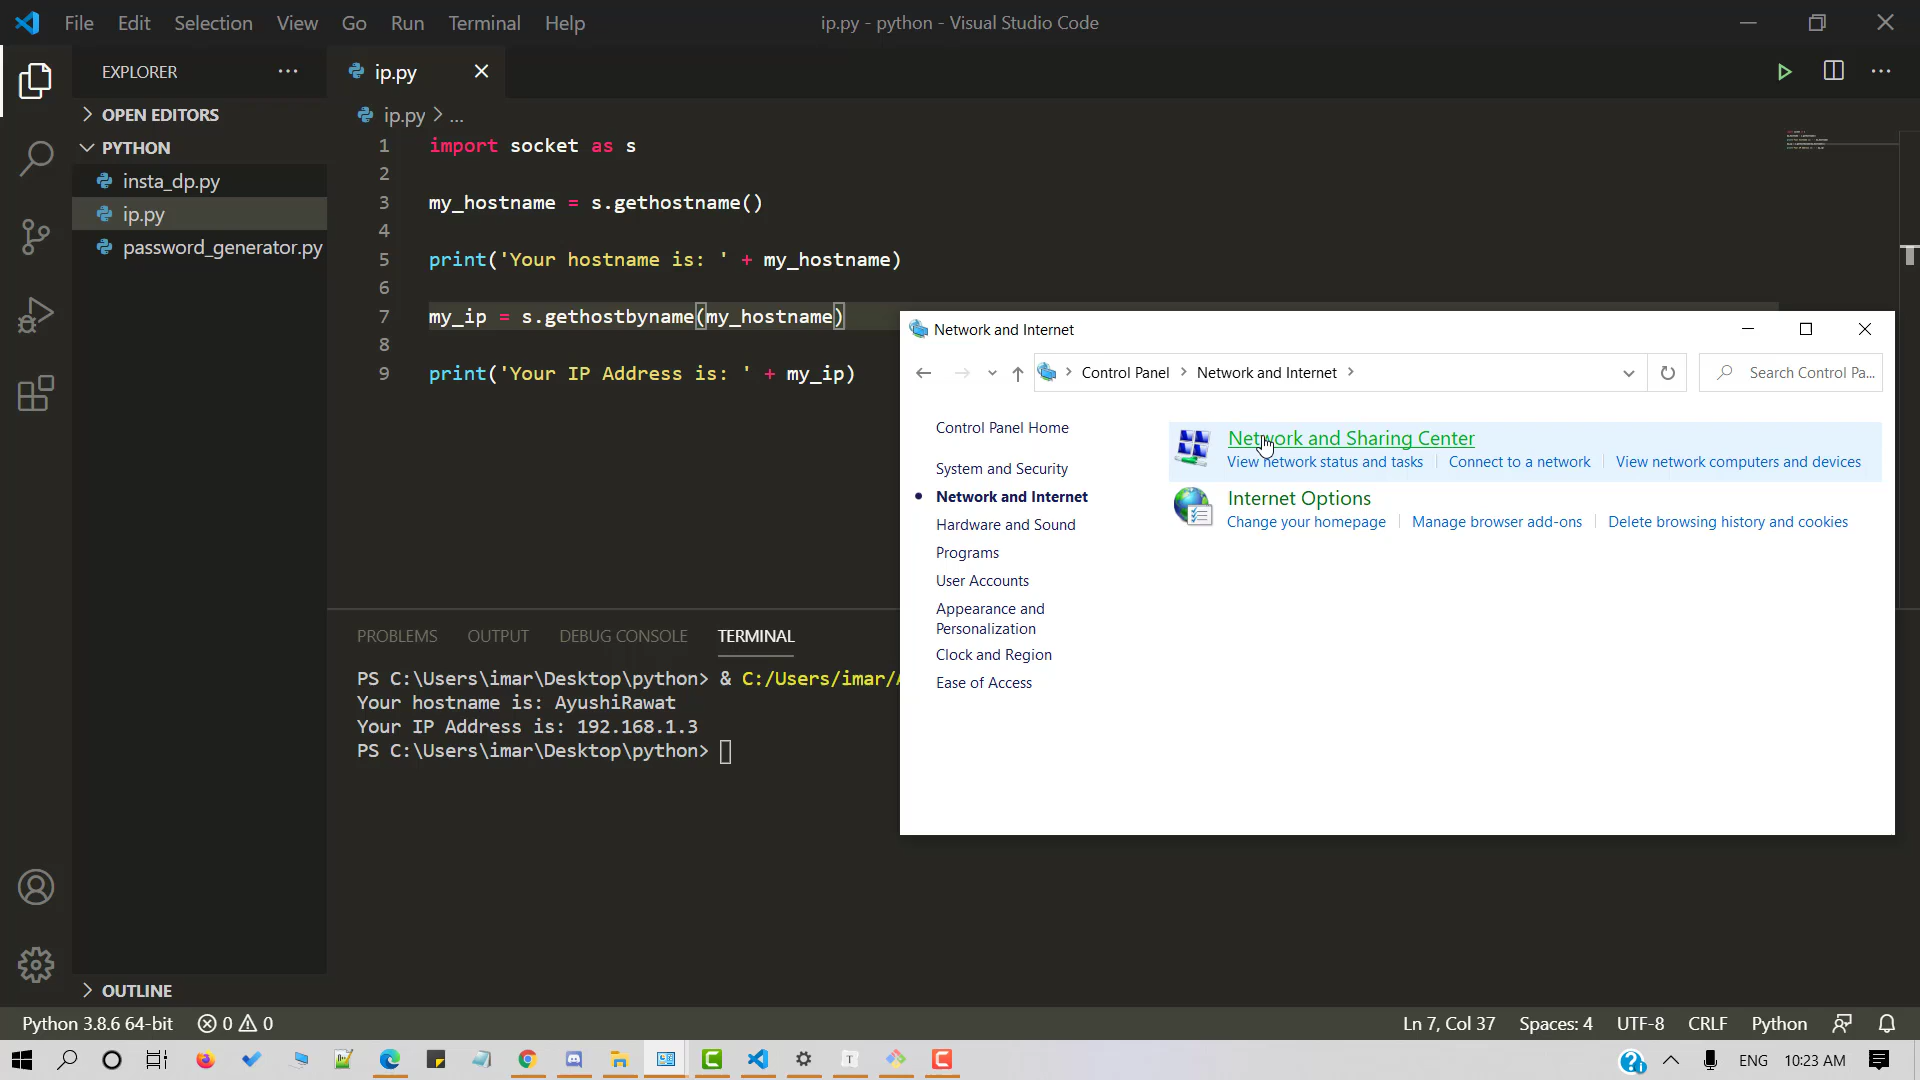 File Edit Selection View Go Run Terminal Help
ip.py - python - Visual Studio Code
EXPLORER
OPEN EDITORS
PYTHON
insta_dp.py
ip.py
password_generator.py
OUTLINE
ip.py
ip.py > ...
1 import socket as s
2
3 my_hostname = s.gethostname()
4
5 print('Your hostname is: ' + my_hostname)
6
7 my_ip = s.gethostbyname(my_hostname)
8
9 print('Your IP Address is: ' + my_ip)
PROBLEMS OUTPUT DEBUG CONSOLE TERMINAL
PS C:\Users\imar\Desktop\python> & C:/Users/imar/
Your hostname is: AyushiRawat
Your IP Address is: 192.168.1.3
PS C:\Users\imar\Desktop\python>
Network and Internet
Control Panel > Network and Internet >
Search Control Pa...
Control Panel Home
System and Security
Network and Internet
Hardware and Sound
Programs
User Accounts
Appearance and
Personalization
Clock and Region
Ease of Access
Network and Sharing Center
View network status and tasks Connect to a network View network computers and devices
Internet Options
Change your homepage Manage browser add-ons Delete browsing history and cookies
Python 3.8.6 64-bit 0 0
Ln 7, Col 37 Spaces: 4 UTF-8 CRLF Python
ENG 10:23 AM